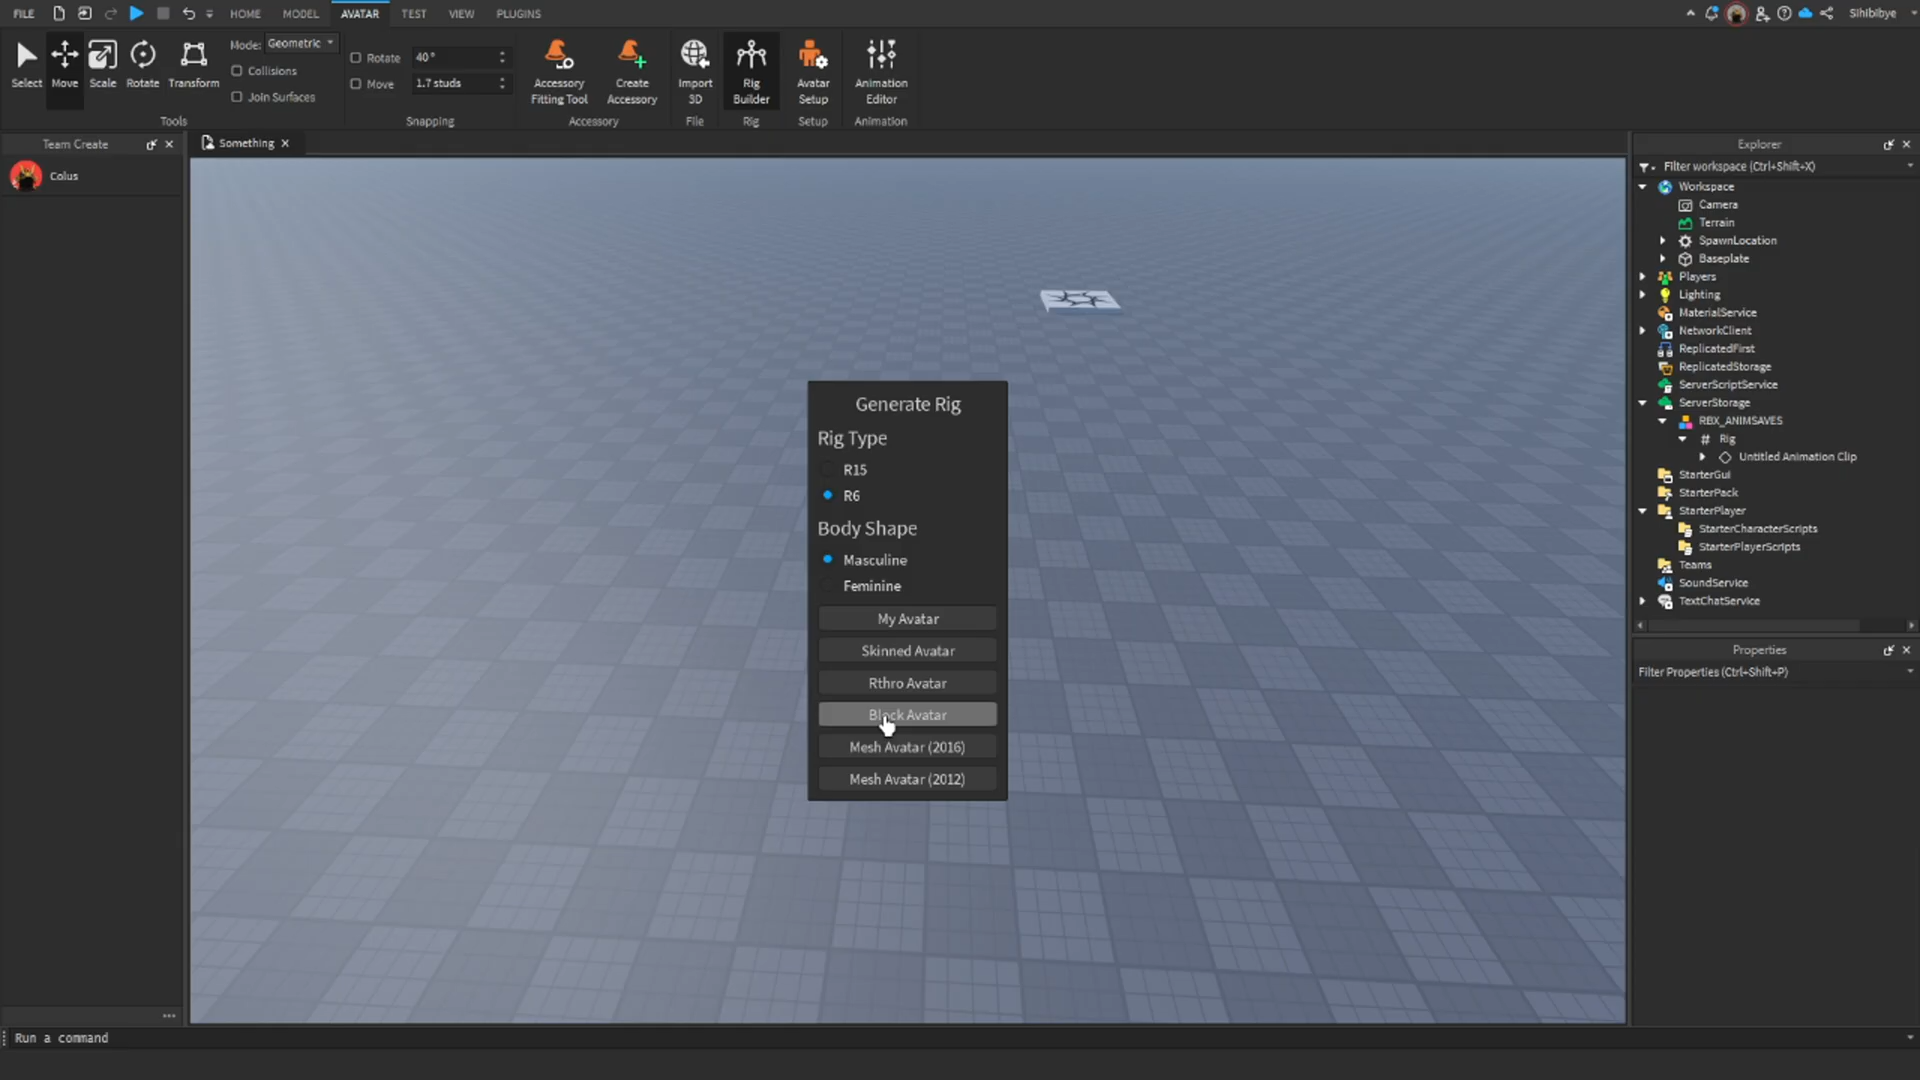 FILE HOME MODEL AVATAR TEST VIEW PLUGINS Sihibibye
Select Move Scale Rotate Transform
Mode: Geometric
Collisions
Join Surfaces
Tools
Rotate 40°
Move 1.7 studs
Snapping
Accessory Fitting Tool
Create Accessory
Accessory
Import 3D
File
Rig Builder
Rig
Avatar Setup
Setup
Animation Editor
Animation
Team Create
Colus
Something
Generate Rig
Rig Type
R15
R6
Body Shape
Masculine
Feminine
My Avatar
Skinned Avatar
Rthro Avatar
Block Avatar
Mesh Avatar (2016)
Mesh Avatar (2012)
Explorer
Filter workspace (Ctrl+Shift+X)
Workspace
Camera
Terrain
SpawnLocation
Baseplate
Players
Lighting
MaterialService
NetworkClient
ReplicatedFirst
ReplicatedStorage
ServerScriptService
ServerStorage
RBX_ANIMSAVES
Rig
Untitled Animation Clip
StarterGui
StarterPack
StarterPlayer
StarterCharacterScripts
StarterPlayerScripts
Teams
SoundService
TextChatService
Properties
Filter Properties (Ctrl+Shift+P)
Run a command